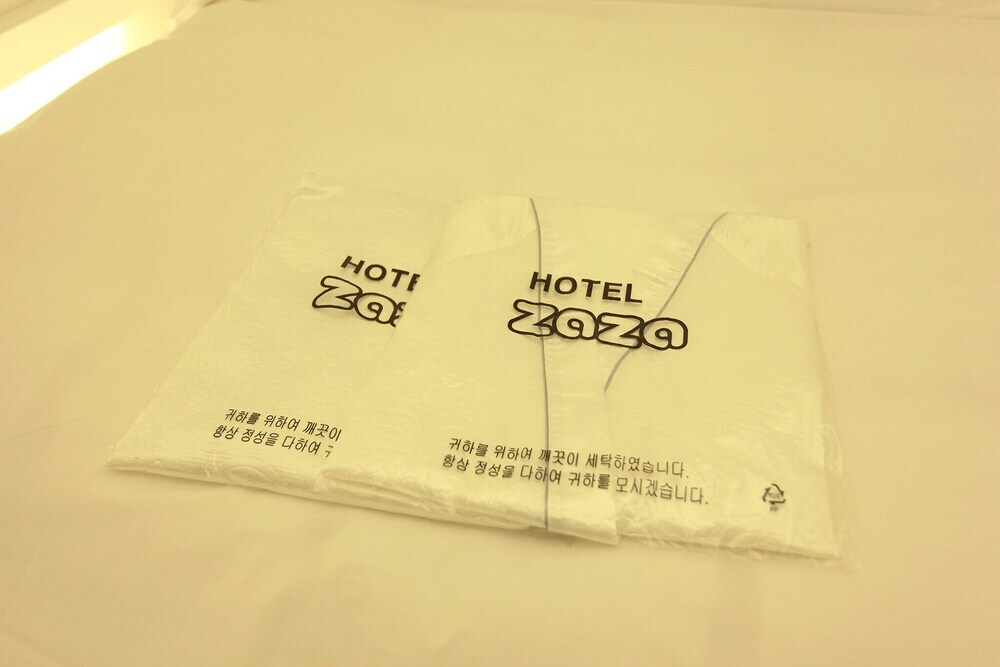 HOTEL
zaza
귀하를 위하여 깨끗이
항상 정성을 다하여
HOTEL
zaza
귀하를 위하여 깨끗이 세탁하였습니다.
항상 정성을 다하여 귀하를 모시겠습니다.